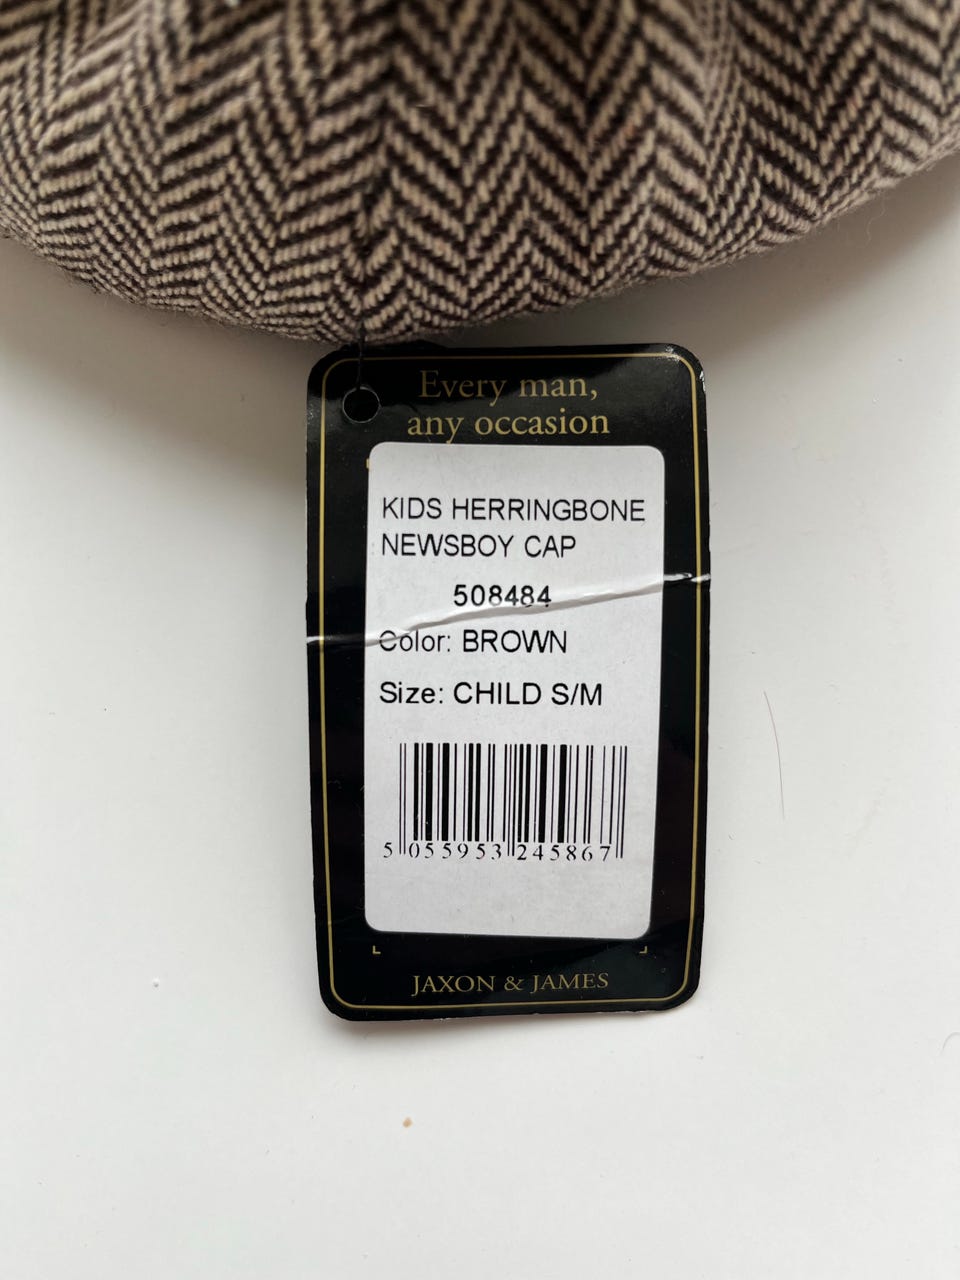 Every man,
any occasion
KIDS HERRINGBONE
NEWSBOY CAP
508484
Color: BROWN
Size: CHILD S/M
5 055953 245867
JAXON & JAMES